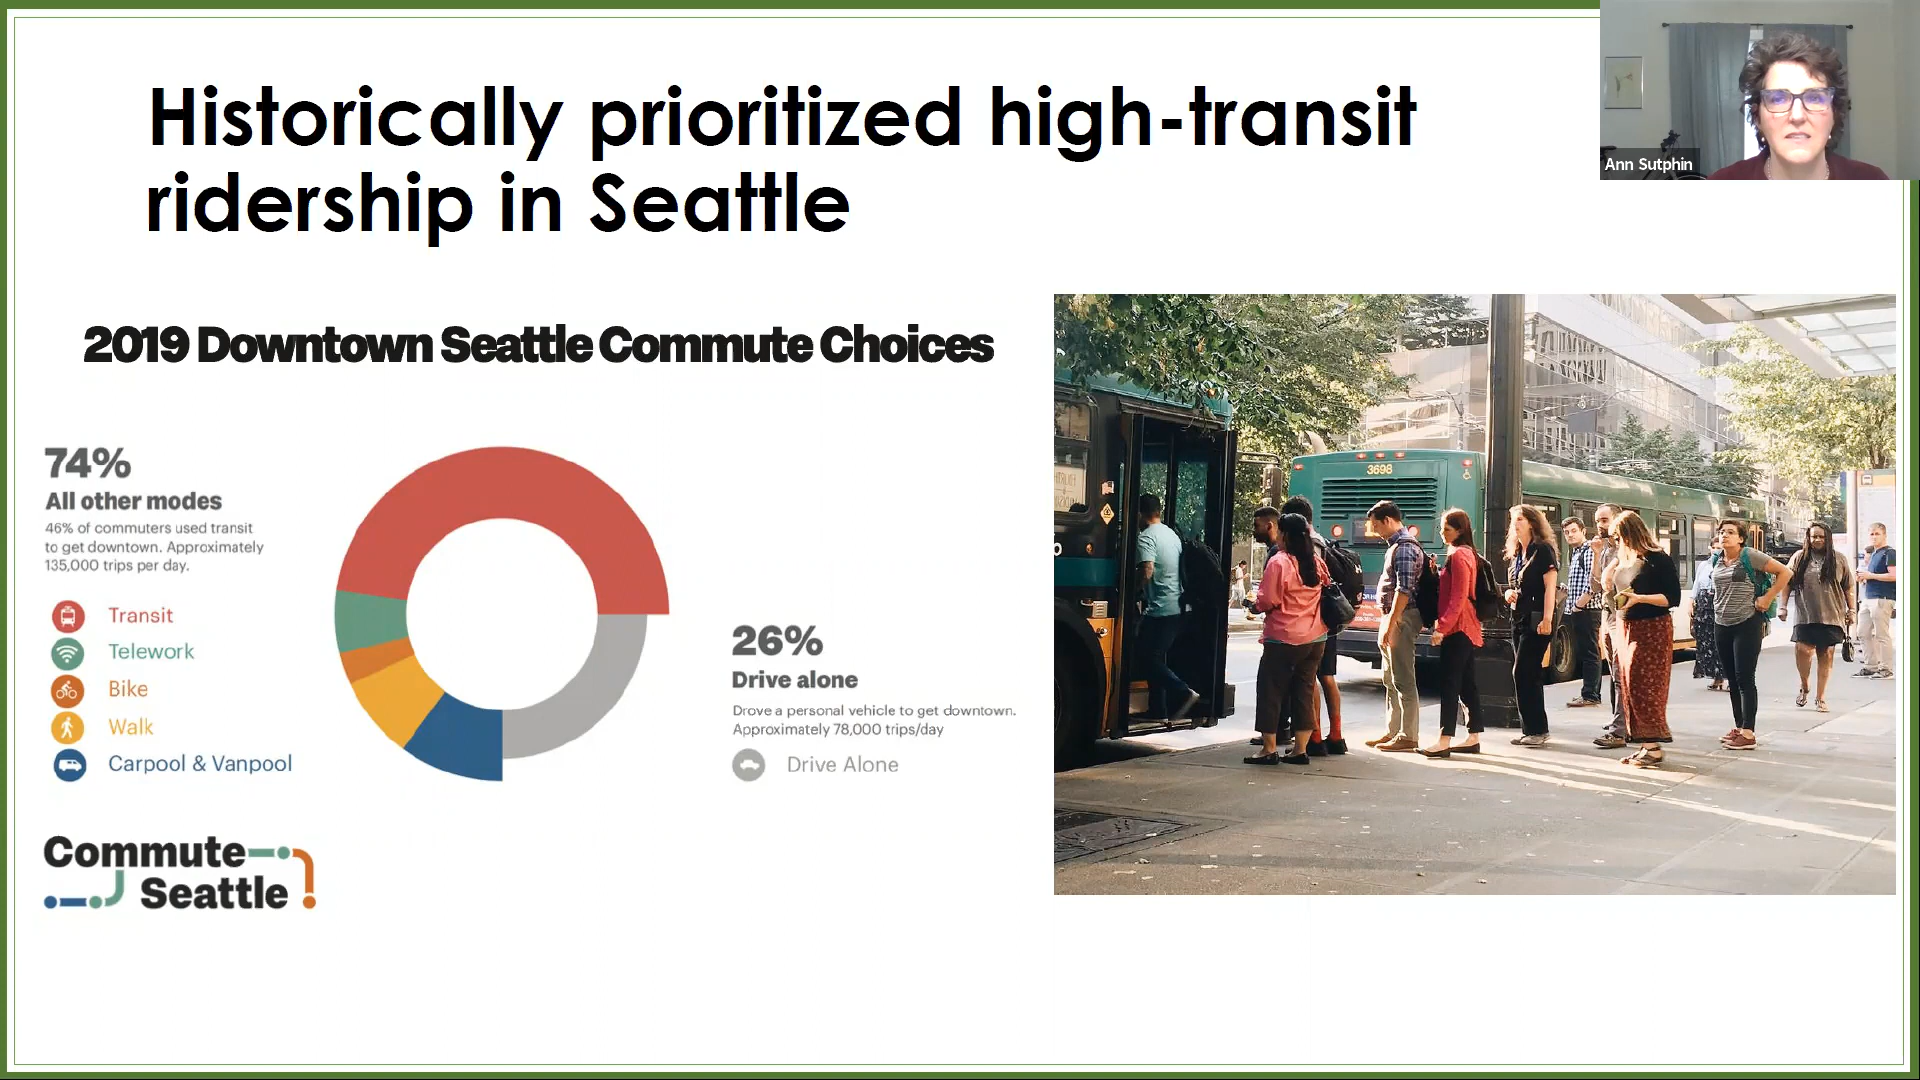 Historically prioritized high-transit
ridership in Seattle
Ann Sutphin
2019 Downtown Seattle Commute Choices
74%
All other modes
46% of commuters used transit
to get downtown. Approximately
135,000 trips per day.
Transit
Telework
Bike
Walk
Carpool & Vanpool
26%
Drive alone
Drove a personal vehicle to get downtown.
Approximately 78,000 trips/day
Drive Alone
Commute
Seattle
3698